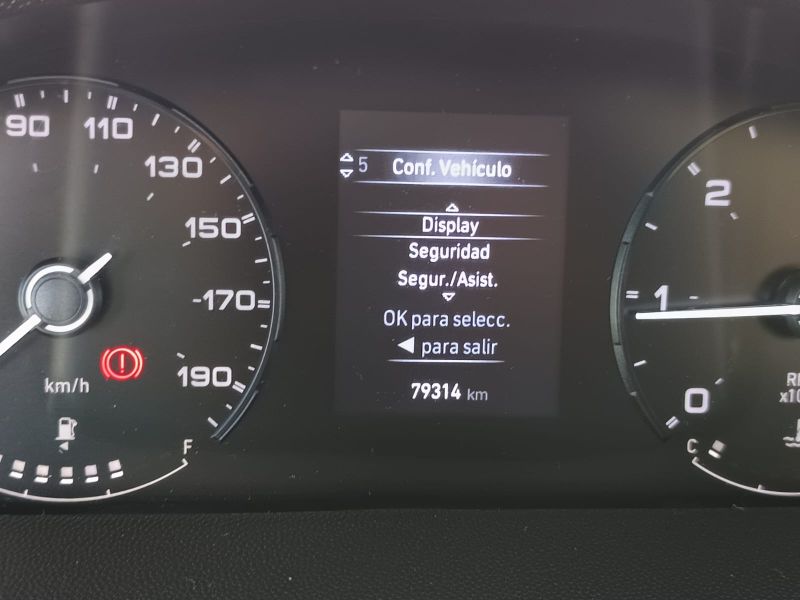 90
110
130
150
170
190
km/h
F
5 Conf. Vehículo
Display
Seguridad
Segur./Asist.
OK para selecc.
para salir
79314 km
2
1
0
C